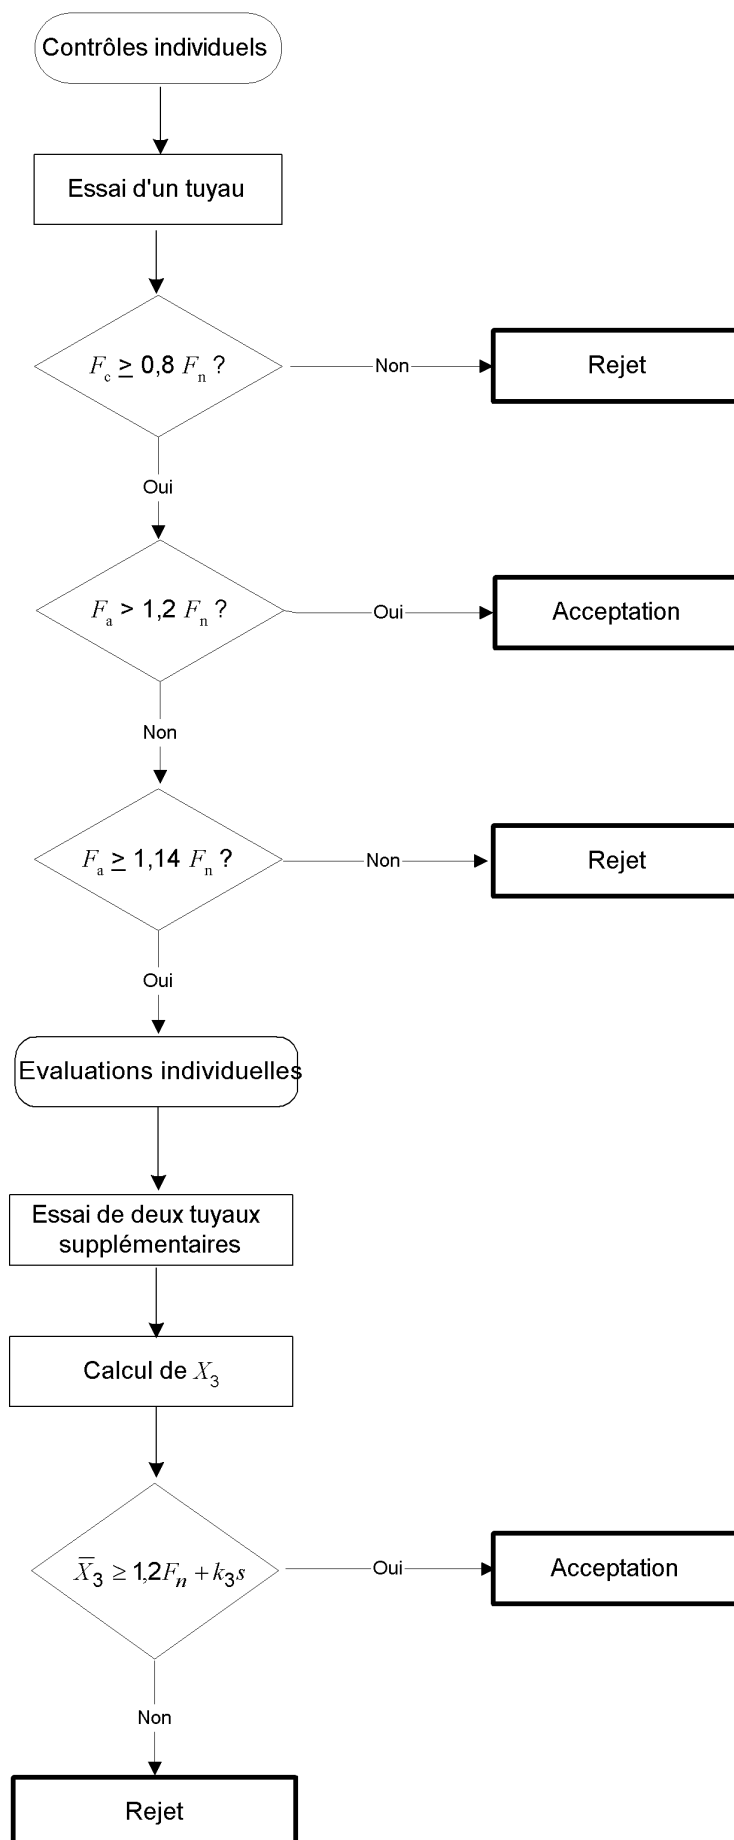 Contrôles individuels
Essai d'un tuyau
F_c ≥ 0,8 F_n ?
Non
Rejet
Oui
F_a > 1,2 F_n ?
Oui
Acceptation
Non
F_a ≥ 1,14 F_n ?
Non
Rejet
Oui
Evaluations individuelles
Essai de deux tuyaux
supplémentaires
Calcul de X_3
X̅_3 ≥ 1,2F_n + k_3s
Oui
Acceptation
Non
Rejet